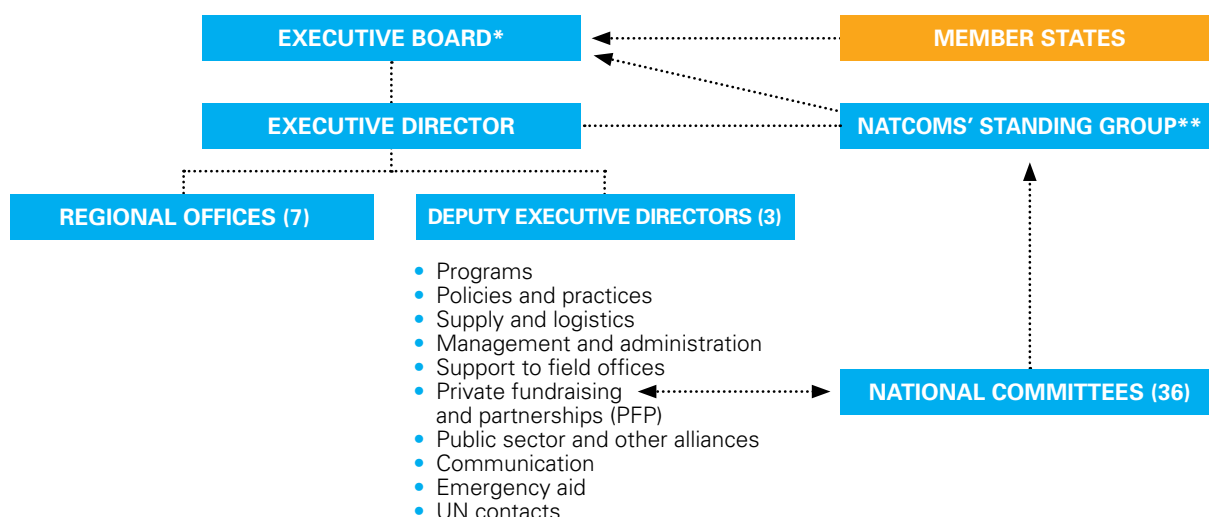 EXECUTIVE BOARD*
MEMBER STATES
EXECUTIVE DIRECTOR
NATCOMS’ STANDING GROUP**
REGIONAL OFFICES (7)
DEPUTY EXECUTIVE DIRECTORS (3)
• Programs
• Policies and practices
• Supply and logistics
• Management and administration
• Support to field offices
• Private fundraising
and partnerships (PFP)
NATIONAL COMMITTEES (36)
• Public sector and other alliances
• Communication
• Emergency aid
• UN contacts